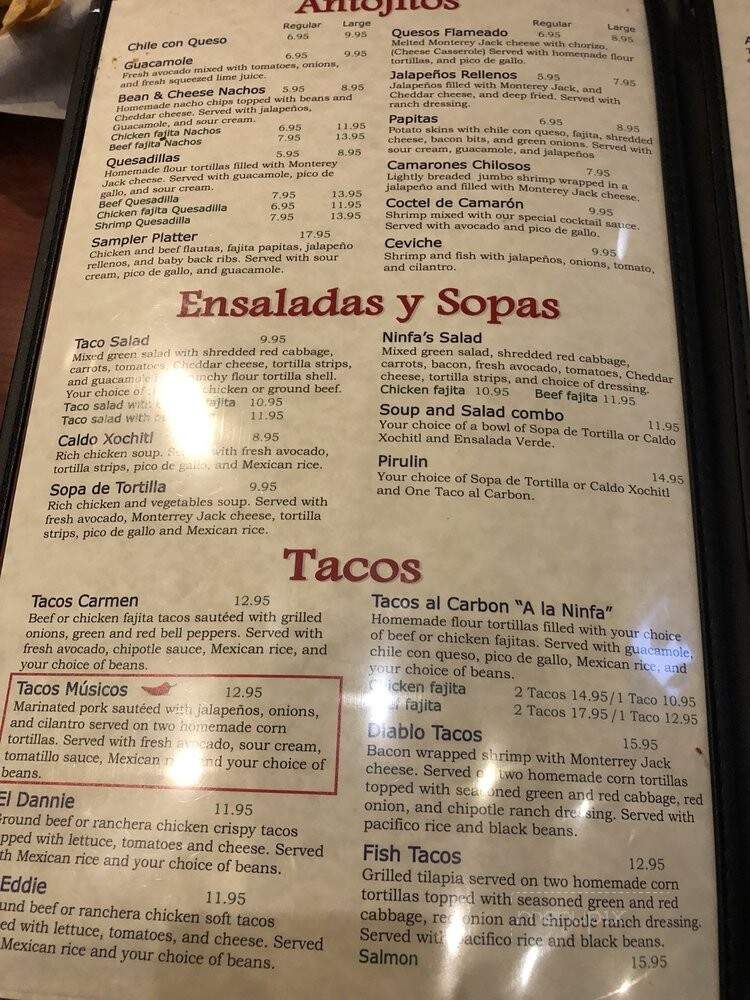 Antojitos
Regular Large
Chile con Queso 6.95 9.95
Guacamole 6.95 9.95
Fresh avocado mixed with tomatoes, onions,
and fresh squeezed lime juice.
Bean & Cheese Nachos 5.95 8.95
Homemade nacho chips topped with beans and
Cheddar cheese. Served with jalapeños,
Guacamole, and sour cream.
Chicken fajita Nachos 6.95 11.95
Beef fajita Nachos 7.95 13.95
Quesadillas 5.95 8.95
Homemade flour tortillas filled with Monterey
Jack cheese. Served with guacamole, pico de
gallo, and sour cream.
Beef Quesadilla 7.95 13.95
Chicken fajita Quesadilla 6.95 11.95
Shrimp Quesadilla 7.95 13.95
Sampler Platter 17.95
Chicken and beef flautas, fajita papitas, jalapeño
rellenos, and baby back ribs. Served with sour
cream, pico de gallo, and guacamole.
Regular Large
Quesos Flameado 6.95 8.95
Melted Monterey Jack cheese with chorizo,
(Cheese Casserole) Served with homemade flour
tortillas, and pico de gallo.
Jalapeños Rellenos 5.95 7.95
Jalapeños filled with Monterey Jack, and
Cheddar cheese, and deep fried. Served with
ranch dressing.
Papitas 6.95 8.95
Potato skins with chile con queso, fajita, shredded
cheese, bacon bits, and green onions. Served with
sour cream, guacamole, and jalapeños
Camarones Chilosos 7.95
Lightly breaded jumbo shrimp wrapped in a
jalapeño and filled with Monterey Jack cheese.
Coctel de Camarón 9.95
Shrimp mixed with our special cocktail sauce.
Served with avocado and pico de gallo.
Ceviche 9.95
Shrimp and fish with jalapeños, onions, tomato,
and cilantro.
Ensaladas y Sopas
Taco Salad 9.95
Mixed green salad with shredded red cabbage,
carrots, tomatoes, Cheddar cheese, tortilla strips,
and guacamole crunchy flour tortilla shell.
Your choice of chicken or ground beef.
Taco salad with fajita 10.95
Taco salad with 11.95
Caldo Xochitl 8.95
Rich chicken soup. with fresh avocado,
tortilla strips, pico de gallo, and Mexican rice.
Sopa de Tortilla 9.95
Rich chicken and vegetables soup. Served with
fresh avocado, Monterrey Jack cheese, tortilla
strips, pico de gallo and Mexican rice.
Ninfa's Salad
Mixed green salad, shredded red cabbage,
carrots, bacon, fresh avocado, tomatoes, Cheddar
cheese, tortilla strips, and choice of dressing.
Chicken fajita 10.95 Beef fajita 11.95
Soup and Salad combo 11.95
Your choice of a bowl of Sopa de Tortilla or Caldo
Xochitl and Ensalada Verde.
Pirulin 14.95
Your choice of Sopa de Tortilla or Caldo Xochitl
and One Taco al Carbon.
Tacos
Tacos Carmen 12.95
Beef or chicken fajita tacos sautéed with grilled
onions, green and red bell peppers. Served with
fresh avocado, chipotle sauce, Mexican rice, and
your choice of beans.
Tacos Músicos 12.95
Marinated pork sautéed with jalapeños, onions,
and cilantro served on two homemade corn
tortillas. Served with fresh avocado, sour cream,
tomatillo sauce, Mexican and your choice of
beans.
El Dannie 11.95
Ground beef or ranchera chicken crispy tacos
pped with lettuce, tomatoes and cheese. Served
th Mexican rice and your choice of beans.
Eddie 11.95
und beef or ranchera chicken soft tacos
ed with lettuce, tomatoes, and cheese. Served
Mexican rice and your choice of beans.
Tacos al Carbon "A la Ninfa"
Homemade flour tortillas filled with your choice
of beef or chicken fajitas. Served with guacamole,
chile con queso, pico de gallo, Mexican rice, and
your choice of beans.
Chicken fajita 2 Tacos 14.95/1 Taco 10.95
Beef fajita 2 Tacos 17.95/1 Taco 12.95
Diablo Tacos 15.95
Bacon wrapped shrimp with Monterrey Jack
cheese. Served on two homemade corn tortillas
topped with seasoned green and red cabbage, red
onion, and chipotle ranch dressing. Served with
pacifico rice and black beans.
Fish Tacos 12.95
Grilled tilapia served on two homemade corn
tortillas topped with seasoned green and red
cabbage, red onion and chipotle ranch dressing.
Served with pacifico rice and black beans.
Salmon 15.95